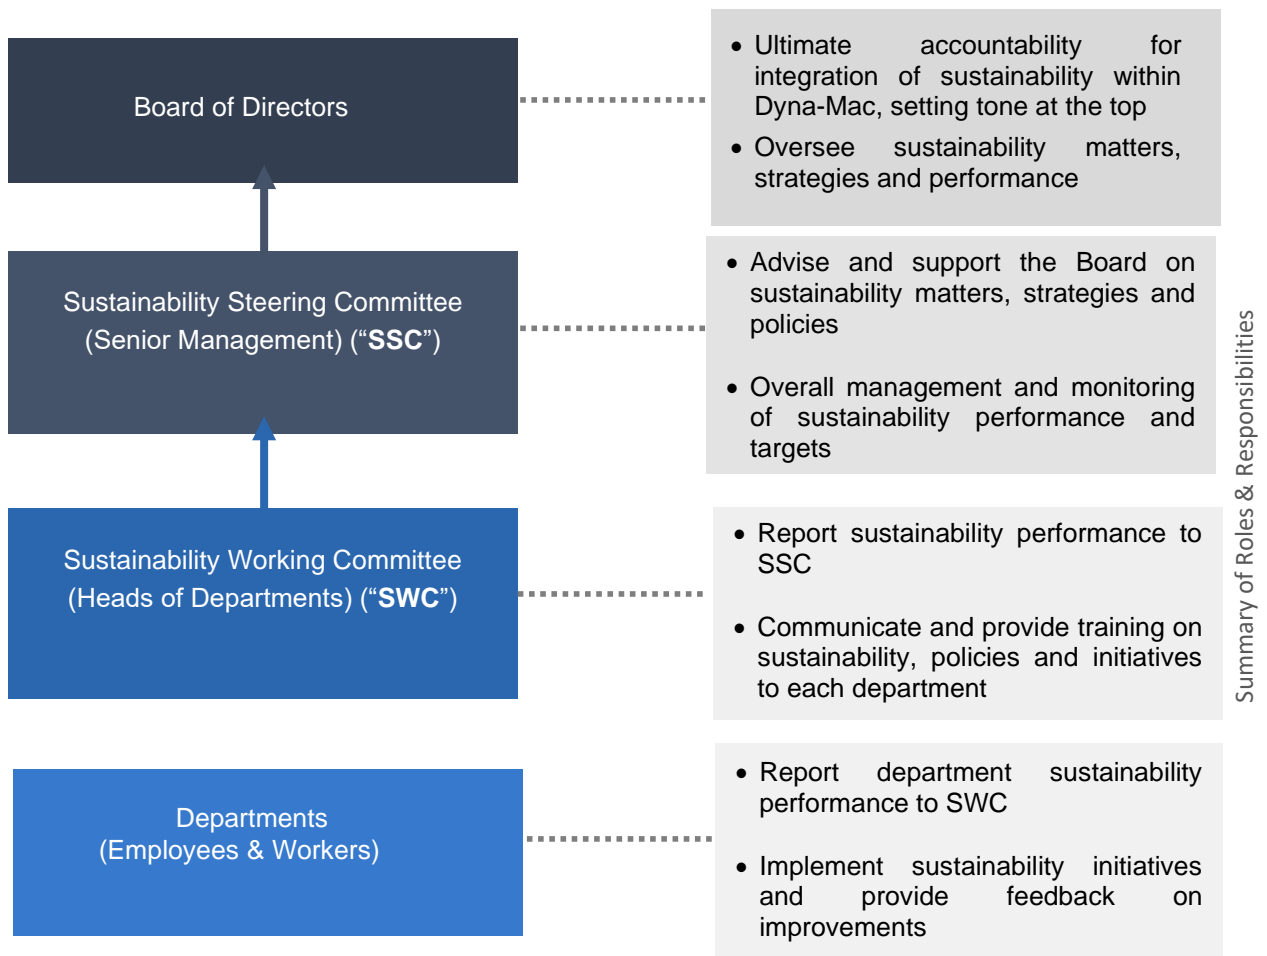 Board of Directors
• Ultimate accountability for
integration of sustainability within
Dyna-Mac, setting tone at the top
• Oversee sustainability matters,
strategies and performance
Sustainability Steering Committee
(Senior Management) (“SSC”)
• Advise and support the Board on
sustainability matters, strategies and
policies
• Overall management and monitoring
of sustainability performance and
targets
Sustainability Working Committee
(Heads of Departments) (“SWC”)
• Report sustainability performance to
SSC
• Communicate and provide training on
sustainability, policies and initiatives
to each department
Departments
(Employees & Workers)
• Report department sustainability
performance to SWC
• Implement sustainability initiatives
and provide feedback on
improvements
Summary of Roles & Responsibilities